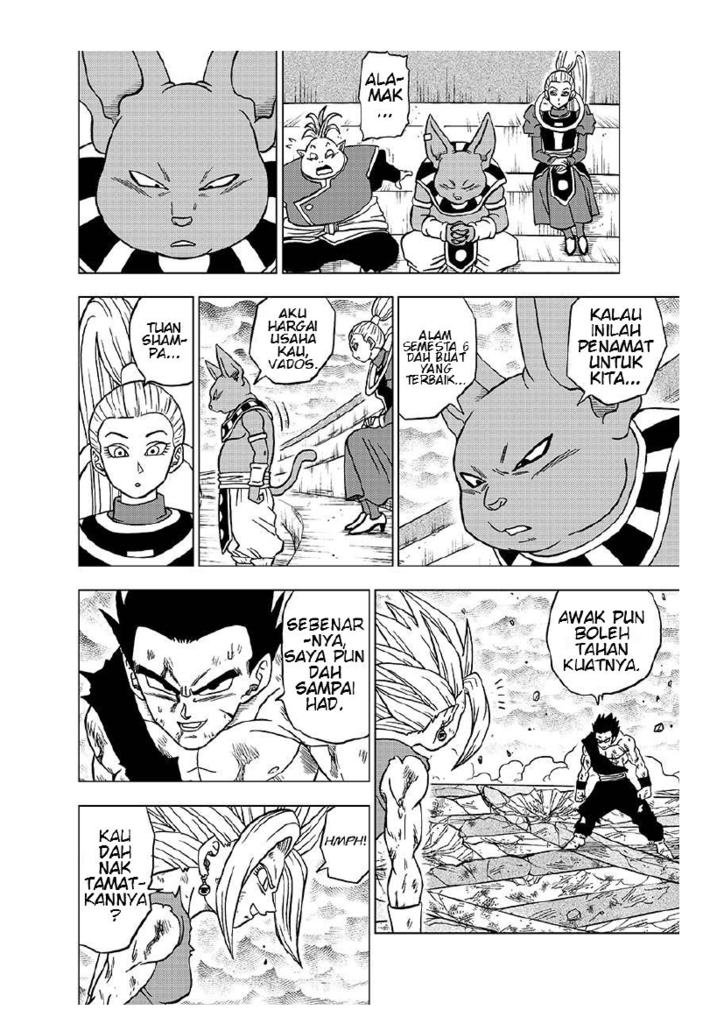 ALA-
MAK
...
KALAU
INILAH
PENAMAT
UNTUK
KITA...
ALAM
SEMESTA 6
DAH BUAT
YANG
TERBAIK...
AKU
HARGAI
USAHA
KAU,
VADOS.
TUAN
SHAM-
PA...
AWAK PUN
BOLEH
TAHAN
KUATNYA.
SEBENAR-
-NYA,
SAYA PUN
DAH
SAMPAI
HAD.
HMPH!
KAU
DAH
NAK
TAMAT-
KANNYA
?